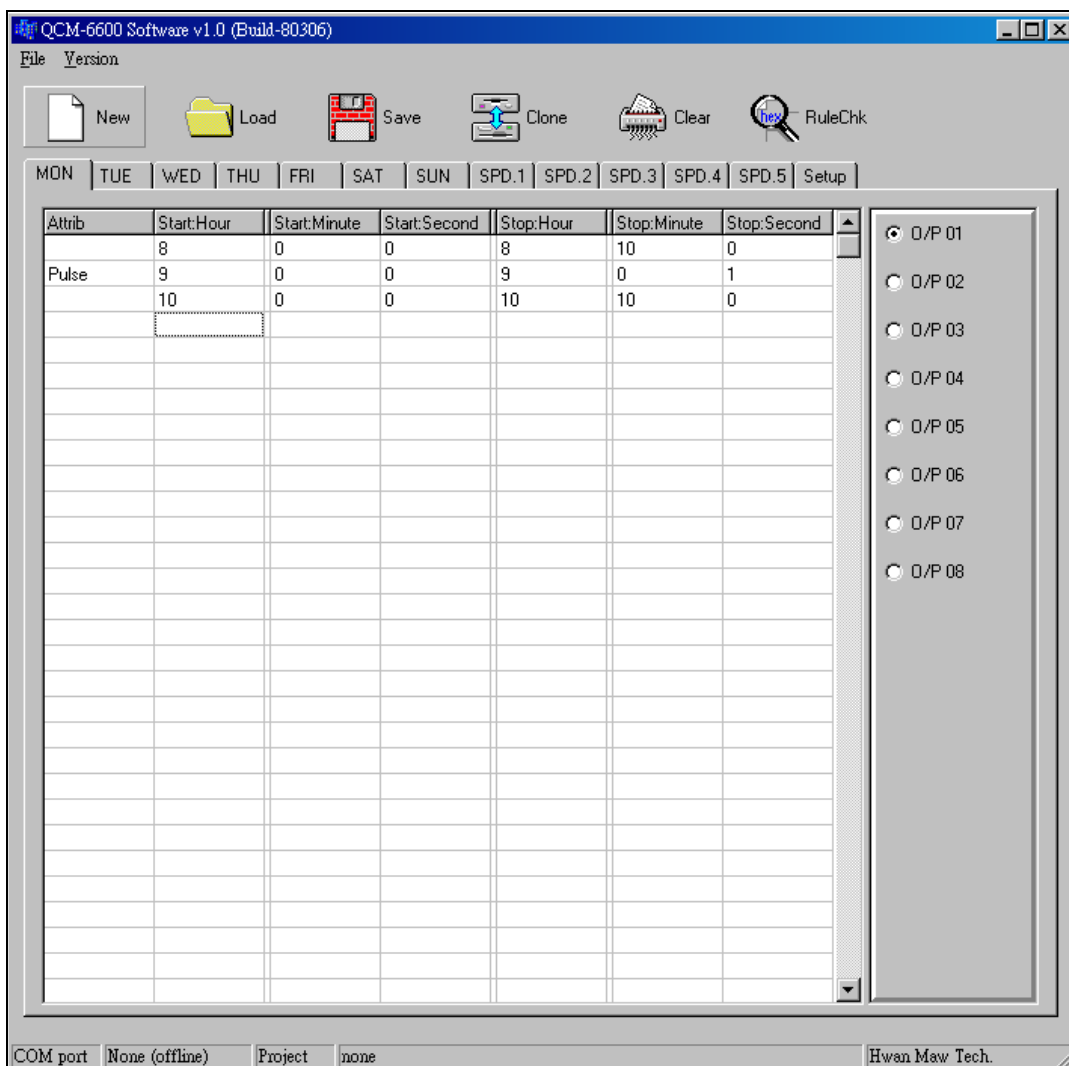 QCM-6600 Software v1.0 (Build-80306)
File Version
New Load Save Clone Clear hex RuleChk
MON TUE WED THU FRI SAT SUN SPD.1 SPD.2 SPD.3 SPD.4 SPD.5 Setup
Attrib Start:Hour Start:Minute Start:Second Stop:Hour Stop:Minute Stop:Second
8 0 0 8 10 0
Pulse 9 0 0 9 0 1
10 0 0 10 10 0
O/P 01
O/P 02
O/P 03
O/P 04
O/P 05
O/P 06
O/P 07
O/P 08
COM port None (offline) Project none Hwan Maw Tech.